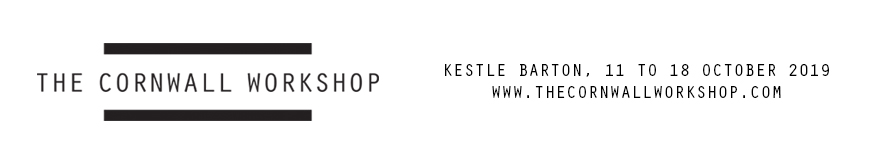 THE CORNWALL WORKSHOP
KESTLE BARTON, 11 TO 18 OCTOBER 2019
WWW.THECORNWALLWORKSHOP.COM